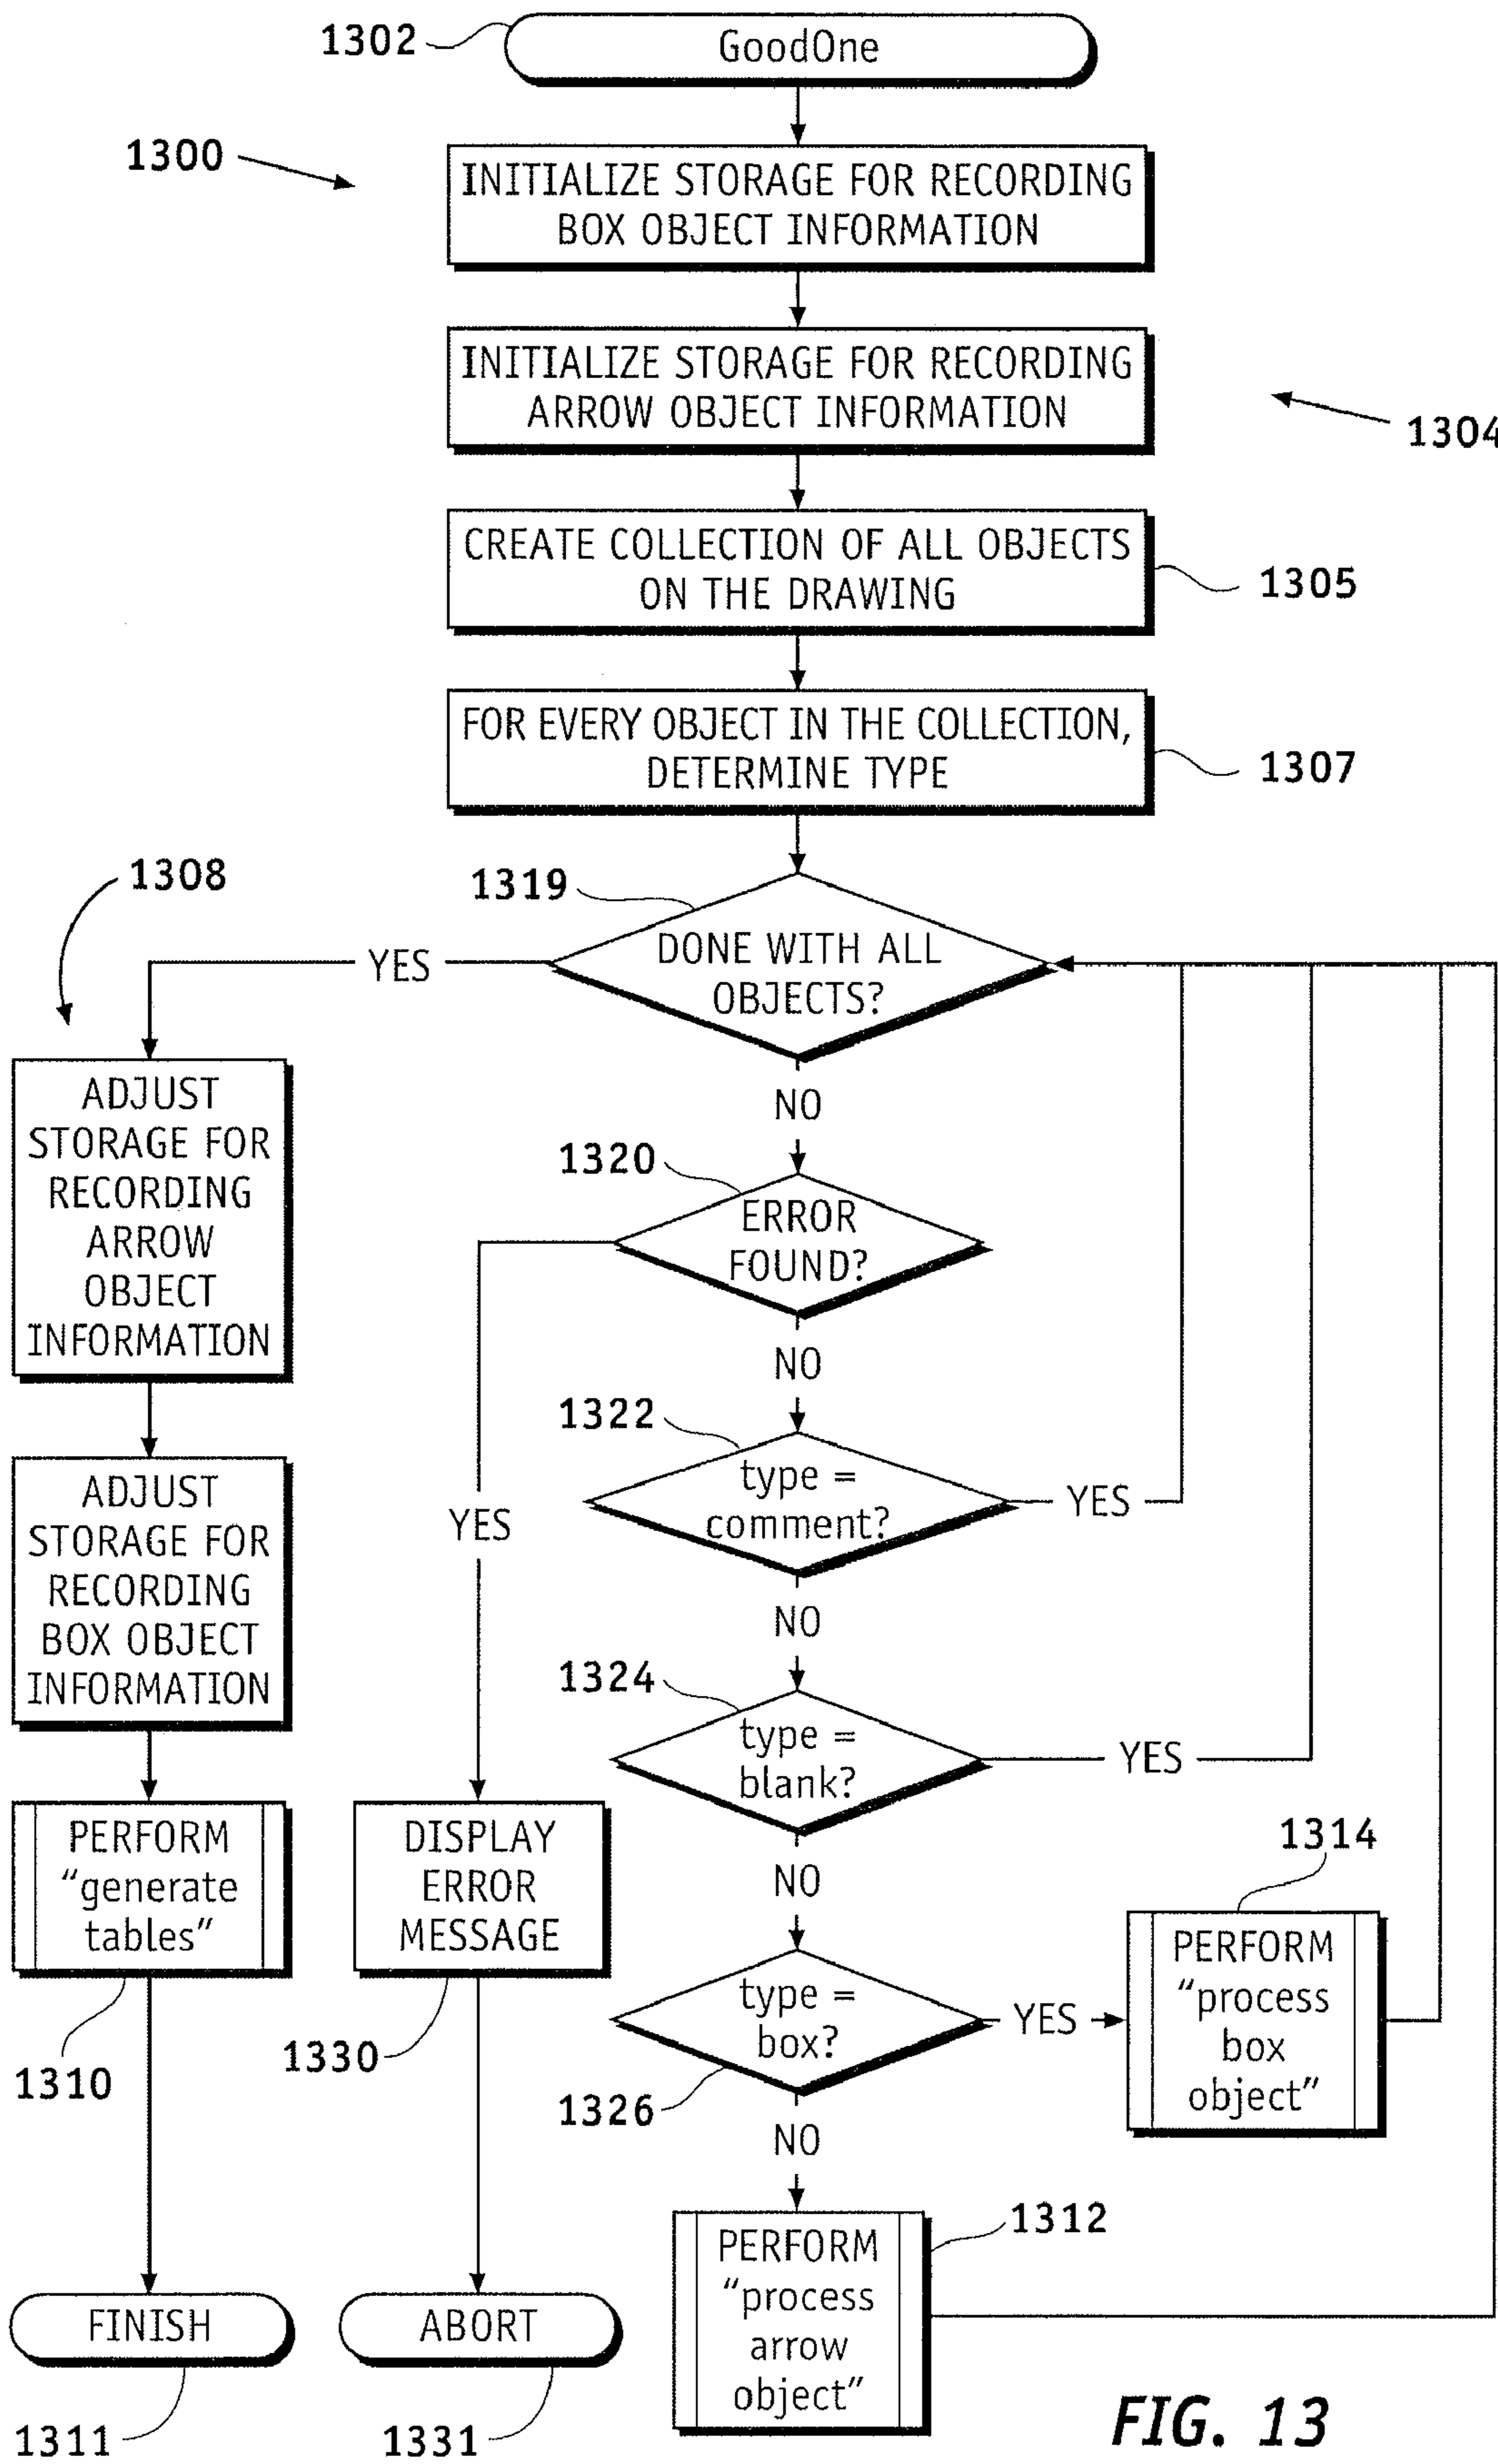 1302
GoodOne
1300
INITIALIZE STORAGE FOR RECORDING
BOX OBJECT INFORMATION
INITIALIZE STORAGE FOR RECORDING
ARROW OBJECT INFORMATION
1304
CREATE COLLECTION OF ALL OBJECTS
ON THE DRAWING
1305
FOR EVERY OBJECT IN THE COLLECTION,
DETERMINE TYPE
1307
1308
1319
DONE WITH ALL
OBJECTS?
YES
NO
ADJUST
STORAGE FOR
RECORDING
ARROW
OBJECT
INFORMATION
1320
ERROR
FOUND?
NO
YES
1322
type =
comment?
YES
NO
ADJUST
STORAGE FOR
RECORDING
BOX OBJECT
INFORMATION
1324
type =
blank?
YES
NO
PERFORM
“generate
tables”
1310
DISPLAY
ERROR
MESSAGE
1330
1314
PERFORM
“process
box
object”
type =
box?
YES
1326
NO
1312
PERFORM
“process
arrow
object”
FINISH
1311
ABORT
1331
FIG. 13